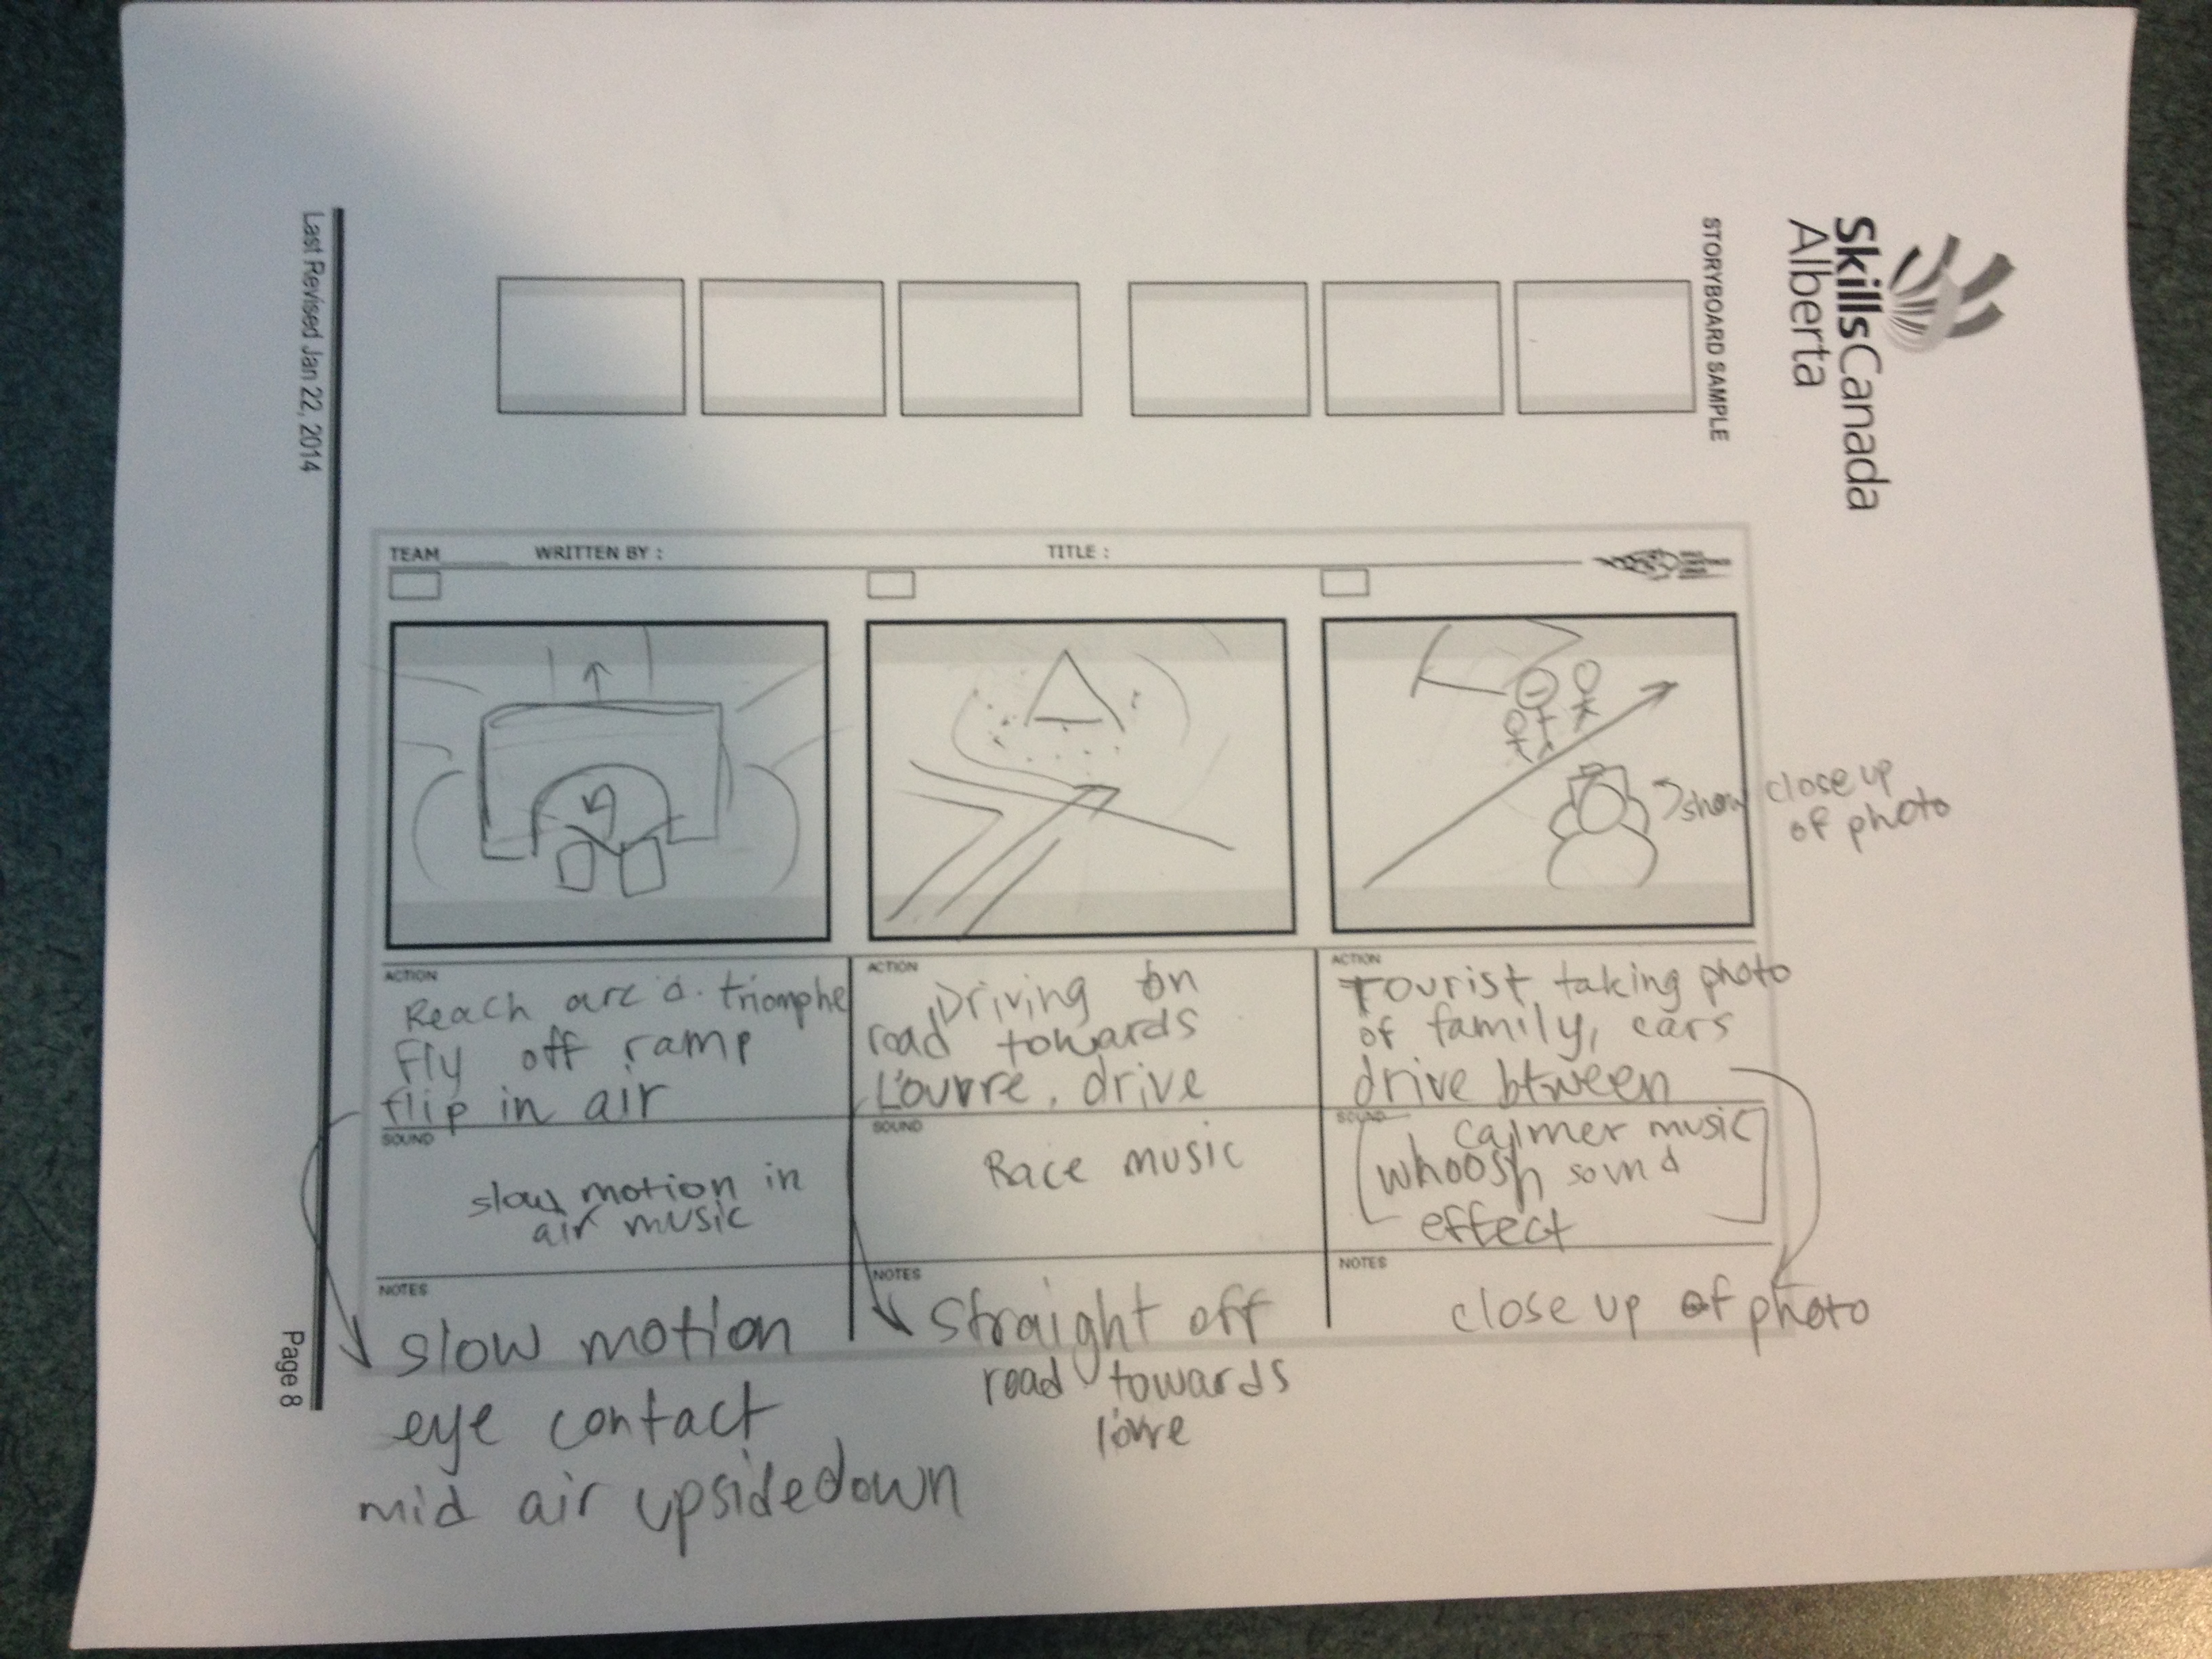 SkillsCanada
Alberta
STORYBOARD SAMPLE
TEAM
WRITTEN BY :
TITLE :
show close up
of photo
ACTION
Reach arc d. triomphe
fly off ramp
flip in air
SOUND
slow motion in
air music
NOTES
slow motion
eye contact
mid air upsidedown
ACTION
Driving on
road towards
L'ouvre, drive
SOUND
Race music
NOTES
straight off
road towards
l'ovre
ACTION
Tourist taking photo
of family, cars
drive btween
SOUND
calmer music
whoosh sound
effect
NOTES
close up of photo
Last Revised Jan 22, 2014
Page 8